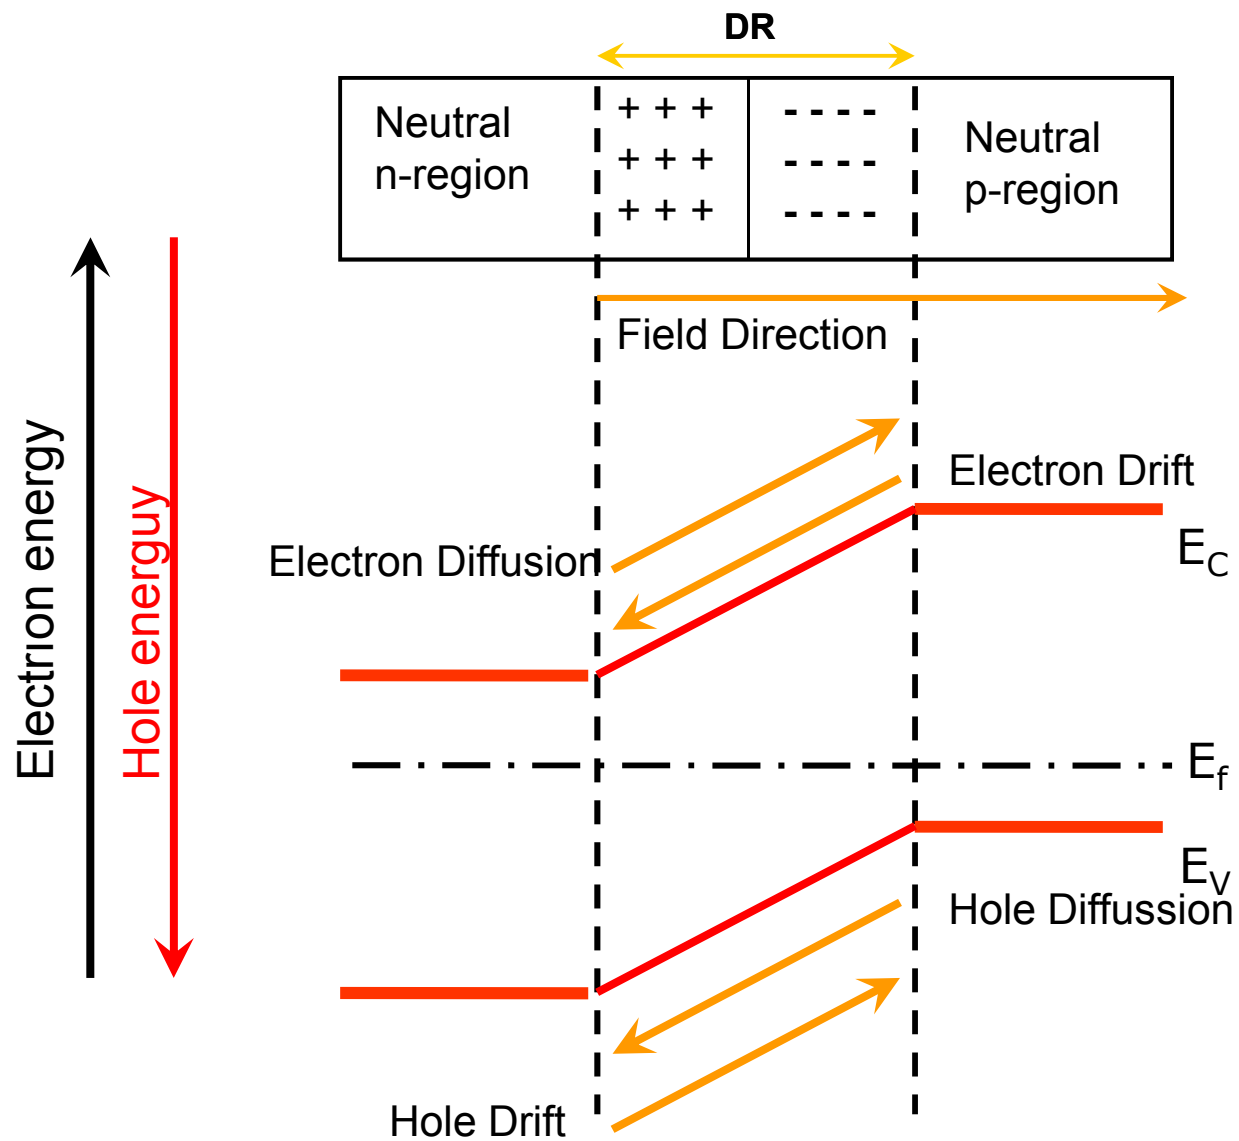 DR
Neutral
n-region
+ + +
+ + +
+ + +
- - - -
- - - -
- - - -
Neutral
p-region
Field Direction
Electron Drift
Electron Diffusion
E_C
Electrion energy
Hole energuy
E_f
E_V
Hole Diffussion
Hole Drift